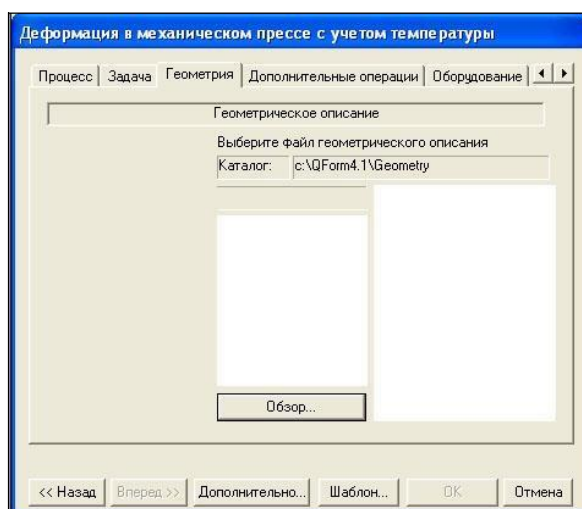 Деформация в механическом прессе с учетом температуры
Процесс Задача Геометрия Дополнительные операции Оборудование
Геометрическое описание
Выберите файл геометрического описания
Каталог: c:\QForm4.1\Geometry
Обзор...
<< Назад Вперед >> Дополнительно... Шаблон... OK Отмена